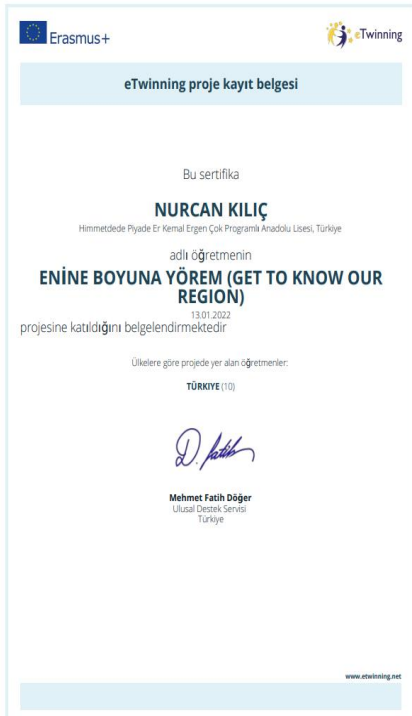 Erasmus+
eTwinning
eTwinning proje kayıt belgesi
Bu sertifika
NURCAN KILIÇ
Himmetdede Piyade Er Kemal Ergen Çok Programlı Anadolu Lisesi, Türkiye
adlı öğretmenin
ENİNE BOYUNA YÖREM (GET TO KNOW OUR
REGION)
13.01.2022
projesine katıldığını belgelendirmektedir
Ülkelere göre projede yer alan öğretmenler:
TÜRKIYE (10)
D. fatih
Mehmet Fatih Döğer
Ulusal Destek Servisi
Türkiye
www.etwinning.net